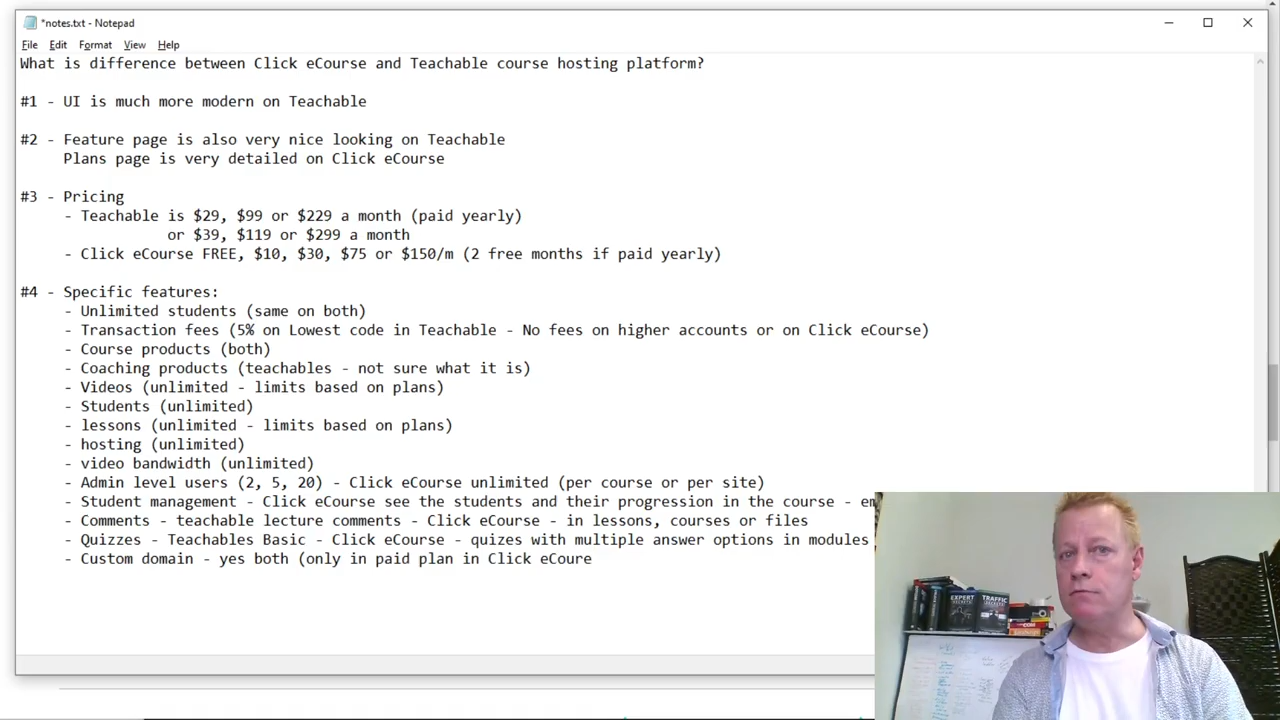 *notes.txt - Notepad
File Edit Format View Help
What is difference between Click eCourse and Teachable course hosting platform?
#1 - UI is much more modern on Teachable
#2 - Feature page is also very nice looking on Teachable
Plans page is very detailed on Click eCourse
#3 - Pricing
- Teachable is $29, $99 or $229 a month (paid yearly)
or $39, $119 or $299 a month
- Click eCourse FREE, $10, $30, $75 or $150/m (2 free months if paid yearly)
#4 - Specific features:
- Unlimited students (same on both)
- Transaction fees (5% on Lowest code in Teachable - No fees on higher accounts or on Click eCourse)
- Course products (both)
- Coaching products (teachables - not sure what it is)
- Videos (unlimited - limits based on plans)
- Students (unlimited)
- lessons (unlimited - limits based on plans)
- hosting (unlimited)
- video bandwidth (unlimited)
- Admin level users (2, 5, 20) - Click eCourse unlimited (per course or per site)
- Student management - Click eCourse see the students and their progression in the course -
- Comments - teachable lecture comments - Click eCourse - in lessons, courses or files
- Quizzes - Teachables Basic - Click eCourse - quizes with multiple answer options in modules
- Custom domain - yes both (only in paid plan in Click eCoure
EXPERT SECRETS
TRAFFIC SECRETS